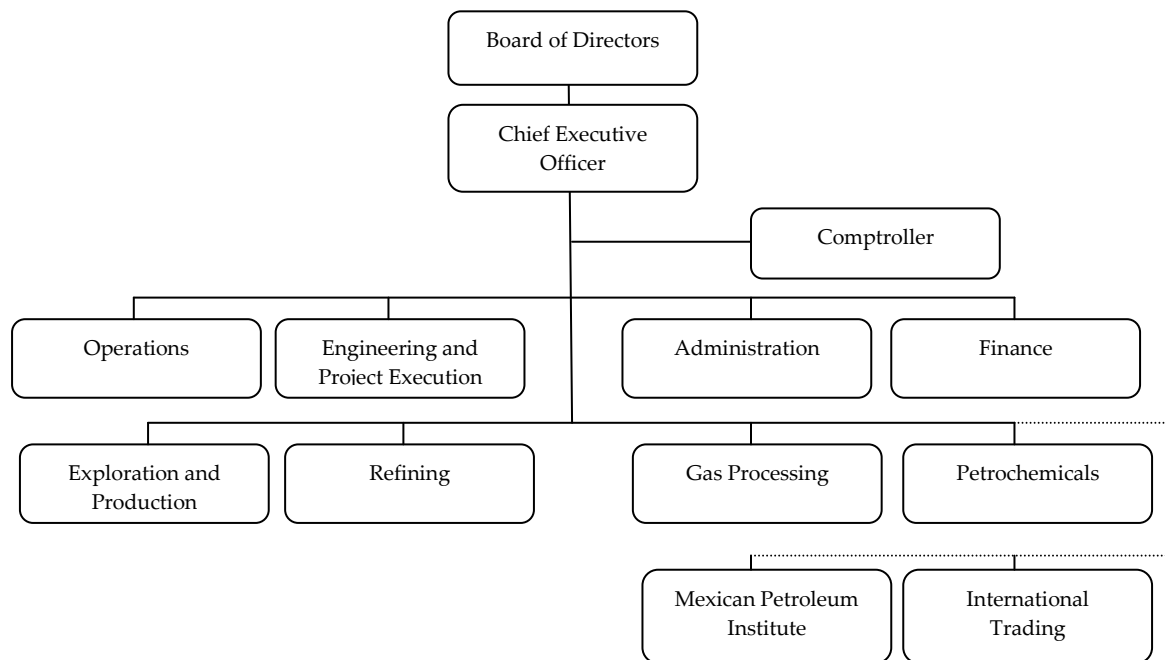 Board of Directors
Chief Executive
Officer
Comptroller
Operations
Engineering and
Project Execution
Administration
Finance
Exploration and
Production
Refining
Gas Processing
Petrochemicals
Mexican Petroleum
Institute
International
Trading